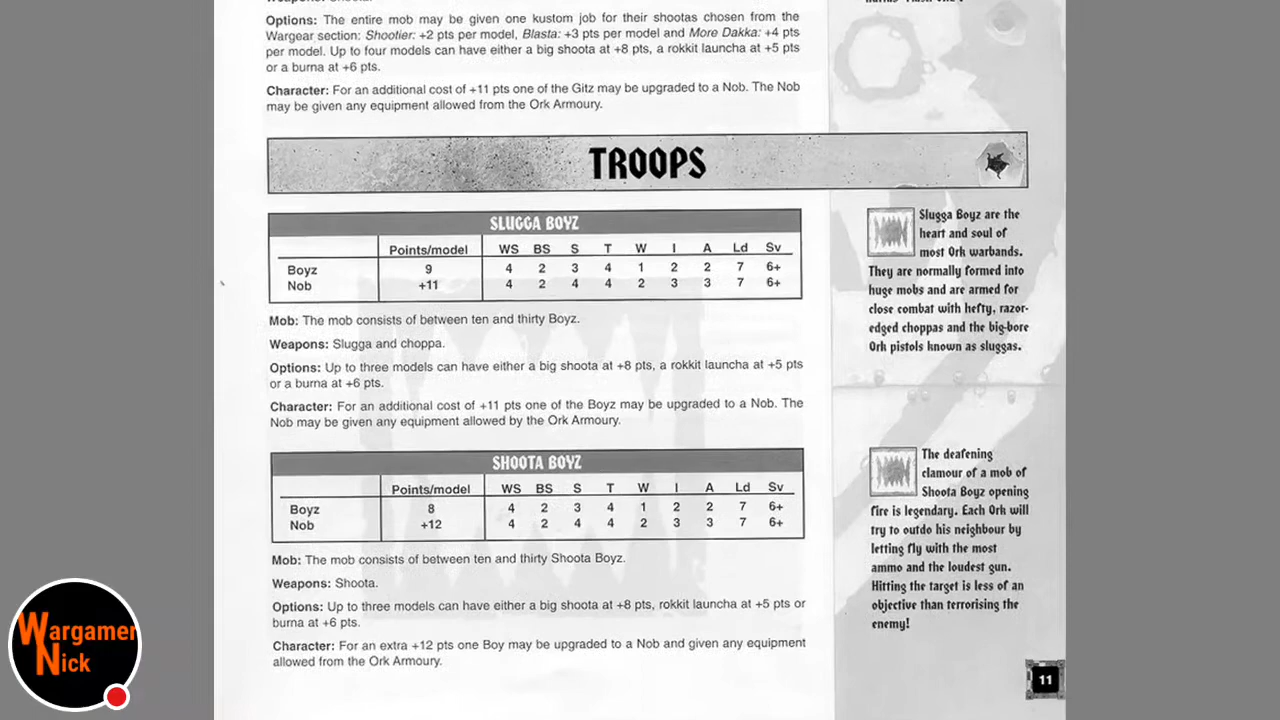 Options: The entire mob may be given one kustom job for their shootas chosen from the
Wargear section: Shootier: +2 pts per model, Blasta: +3 pts per model and More Dakka: +4 pts
per model. Up to four models can have either a big shoota at +8 pts, a rokkit launcha at +5 pts
or a burna at +6 pts.
Character: For an additional cost of +11 pts one of the Gitz may be upgraded to a Nob. The Nob
may be given any equipment allowed from the Ork Armoury.
TROOPS
SLUGGA BOYZ
Points/model WS BS S T W I A Ld Sv
Boyz 9 4 2 3 4 1 2 2 7 6+
Nob +11 4 2 4 4 2 3 3 7 6+
Mob: The mob consists of between ten and thirty Boyz.
Weapons: Slugga and choppa.
Options: Up to three models can have either a big shoota at +8 pts, a rokkit launcha at +5 pts
or a burna at +6 pts.
Character: For an additional cost of +11 pts one of the Boyz may be upgraded to a Nob. The
Nob may be given any equipment allowed by the Ork Armoury.
Slugga Boyz are the
heart and soul of
most Ork warbands.
They are normally formed into
huge mobs and are armed for
close combat with hefty, razor-
edged choppas and the big-bore
Ork pistols known as sluggas.
SHOOTA BOYZ
Points/model WS BS S T W I A Ld Sv
Boyz 8 4 2 3 4 1 2 2 7 6+
Nob +12 4 2 4 4 2 3 3 7 6+
Mob: The mob consists of between ten and thirty Shoota Boyz.
Weapons: Shoota.
Options: Up to three models can have either a big shoota at +8 pts, rokkit launcha at +5 pts or
burna at +6 pts.
Character: For an extra +12 pts one Boy may be upgraded to a Nob and given any equipment
allowed from the Ork Armoury.
The deafening
clamour of a mob of
Shoota Boyz opening
fire is legendary. Each Ork will
try to outdo his neighbour by
letting fly with the most
ammo and the loudest gun.
Hitting the target is less of an
objective than terrorising the
enemy!
11
Wargamer
Nick